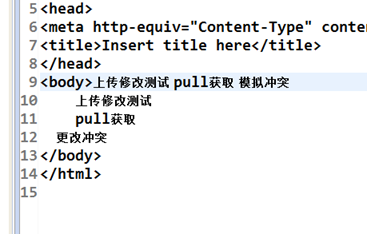 5 <head>
6 <meta http-equiv="Content-Type" conten
7 <title>Insert title here</title>
8 </head>
9 <body>上传修改测试 pull获取 模拟冲突
10 上传修改测试
11 pull获取
12 更改冲突
13 </body>
14 </html>
15